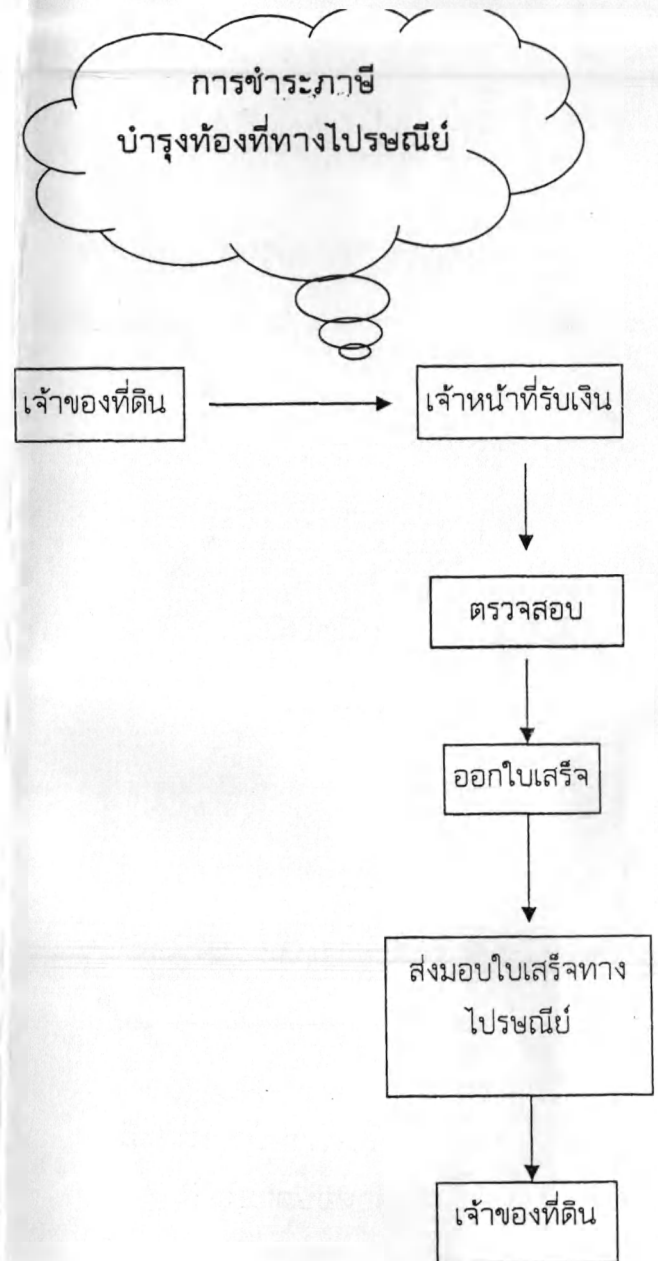 การชำระภาษี
บำรุงท้องที่ทางไปรษณีย์
เจ้าของที่ดิน
เจ้าหน้าที่รับเงิน
ตรวจสอบ
ออกใบเสร็จ
ส่งมอบใบเสร็จทาง
ไปรษณีย์
เจ้าของที่ดิน